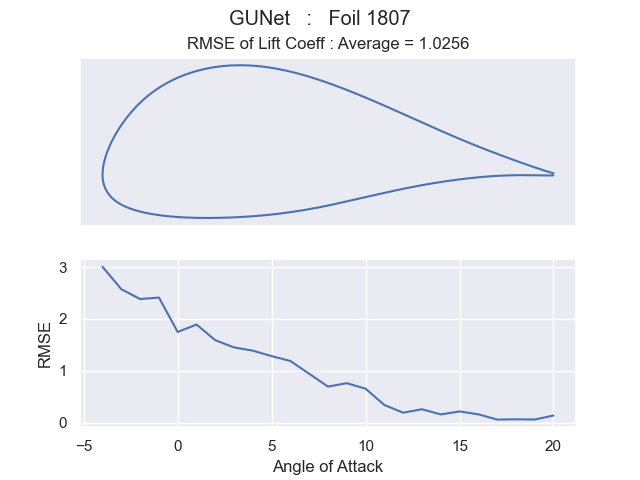 GUNet : Foil 1807
RMSE of Lift Coeff : Average = 1.0256
3
2
1
0
RMSE
−5 0 5 10 15 20
Angle of Attack